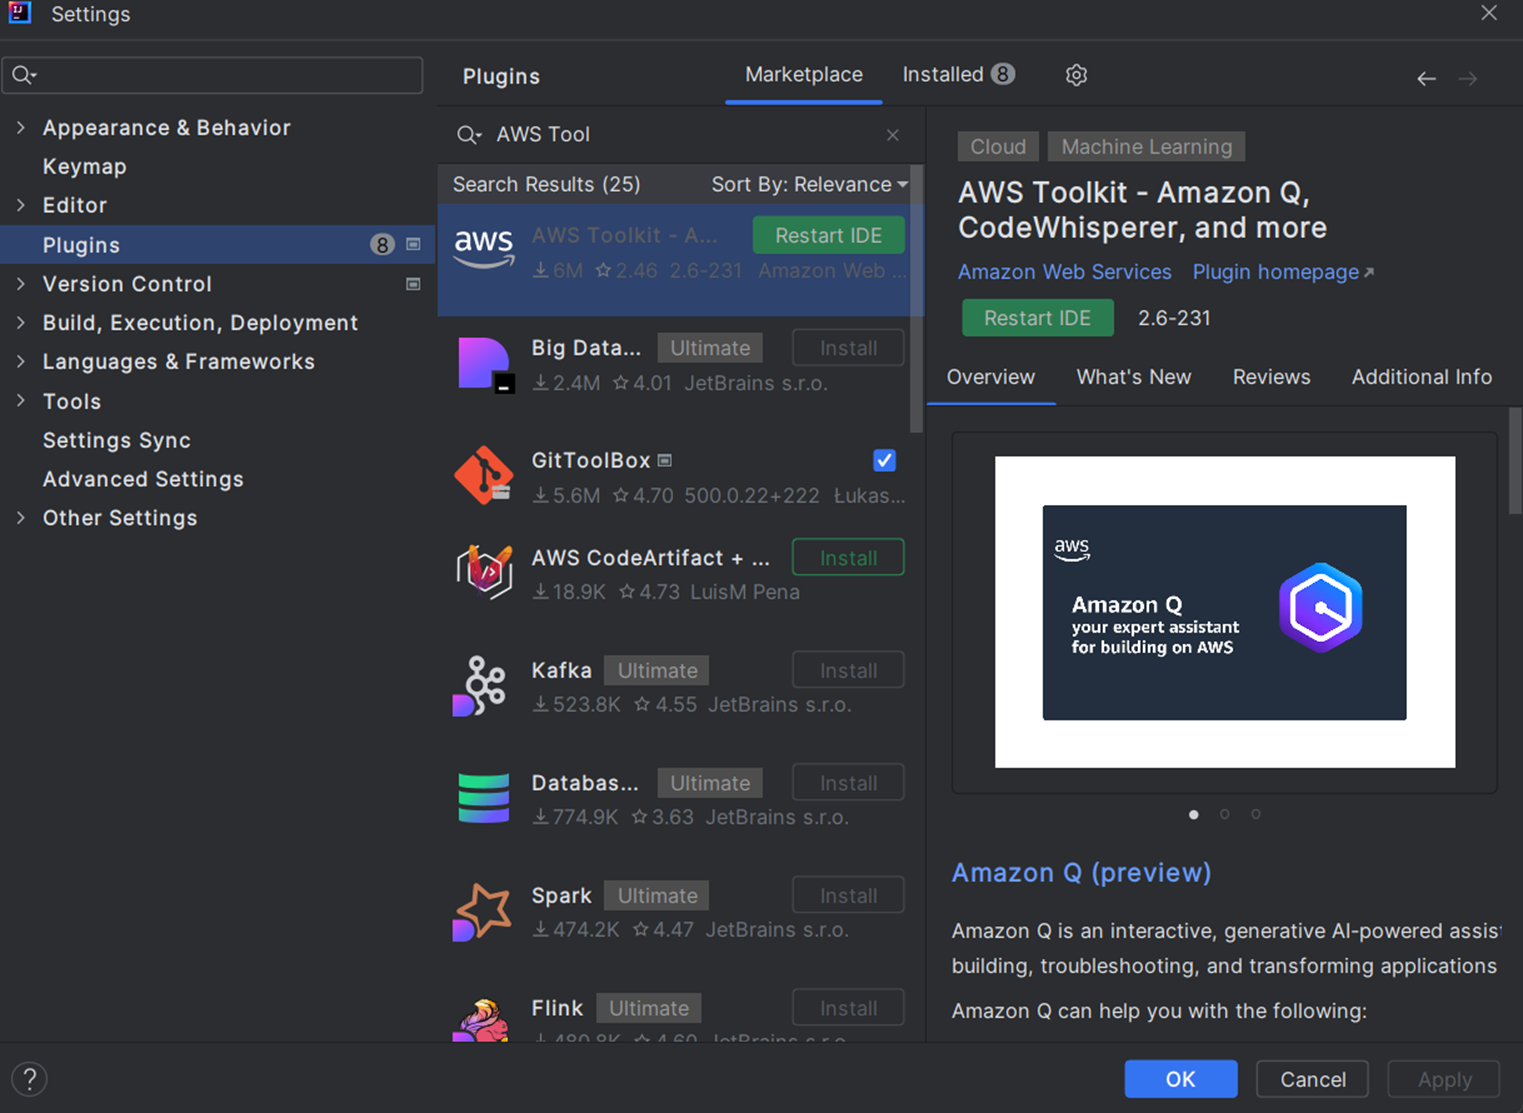 Settings
Appearance & Behavior
Keymap
Editor
Plugins 8
Version Control
Build, Execution, Deployment
Languages & Frameworks
Tools
Settings Sync
Advanced Settings
Other Settings
Plugins Marketplace Installed 8
AWS Tool
Search Results (25) Sort By: Relevance
aws AWS Toolkit - A... Restart IDE
6M 2.46 2.6-231 Amazon Web ...
Big Data... Ultimate Install
2.4M 4.01 JetBrains s.r.o.
GitToolBox
5.6M 4.70 500.0.22+222 Łukas...
AWS CodeArtifact + ... Install
18.9K 4.73 LuisM Pena
Kafka Ultimate Install
523.8K 4.55 JetBrains s.r.o.
Databas... Ultimate Install
774.9K 3.63 JetBrains s.r.o.
Spark Ultimate Install
474.2K 4.47 JetBrains s.r.o.
Flink Ultimate Install
480.8K 4.60 JetBrains s.r.o.
Cloud Machine Learning
AWS Toolkit - Amazon Q,
CodeWhisperer, and more
Amazon Web Services Plugin homepage
Restart IDE 2.6-231
Overview What's New Reviews Additional Info
aws
Amazon Q
your expert assistant
for building on AWS
Amazon Q (preview)
Amazon Q is an interactive, generative AI-powered assist
building, troubleshooting, and transforming applications
Amazon Q can help you with the following:
? OK Cancel Apply